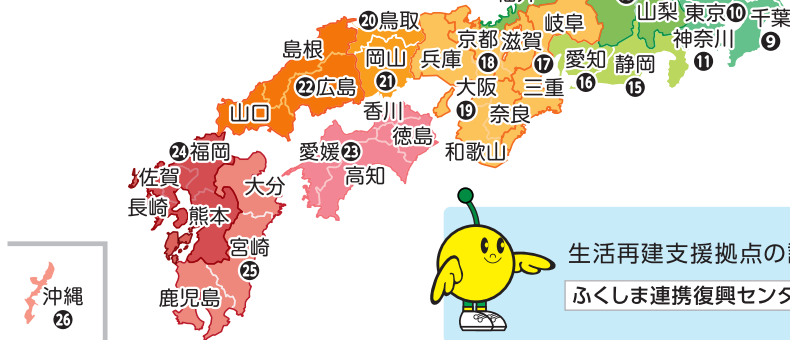 山梨
東京⑩
千葉
⑨
岐阜
神奈川
⑪
⑳鳥取
京都
⑱
滋賀
⑰
愛知
⑯
静岡
⑮
島根
岡山
㉑
兵庫
㉒広島
大阪
⑲
三重
山口
香川
奈良
徳島
㉔福岡
愛媛㉓
和歌山
佐賀
大分
高知
長崎
熊本
宮崎
㉕
鹿児島
沖縄
㉖
生活再建支援拠点の
ふくしま連携復興センタ